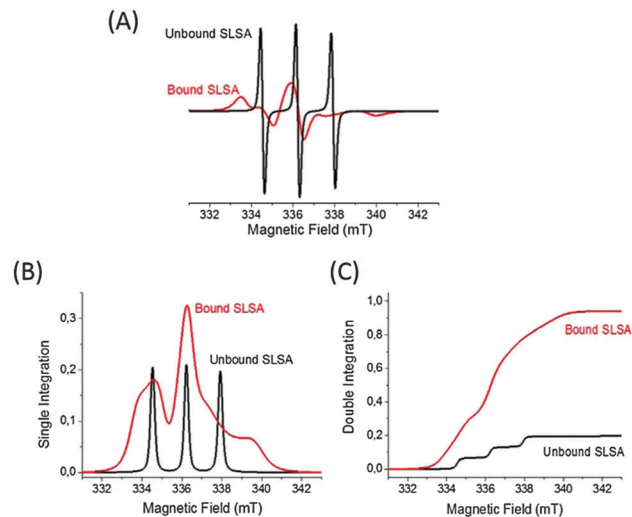 (A)
Unbound SLSA
Bound SLSA
332 334 336 338 340 342
Magnetic Field (mT)
(B)
Single Integration
0,3
0,2
0,1
0,0
Bound SLSA
Unbound SLSA
332 334 336 338 340 342
Magnetic Field (mT)
(C)
Double Integration
1,0
0,8
0,6
0,4
0,2
0,0
Bound SLSA
Unbound SLSA
332 334 336 338 340 342
Magnetic Field (mT)